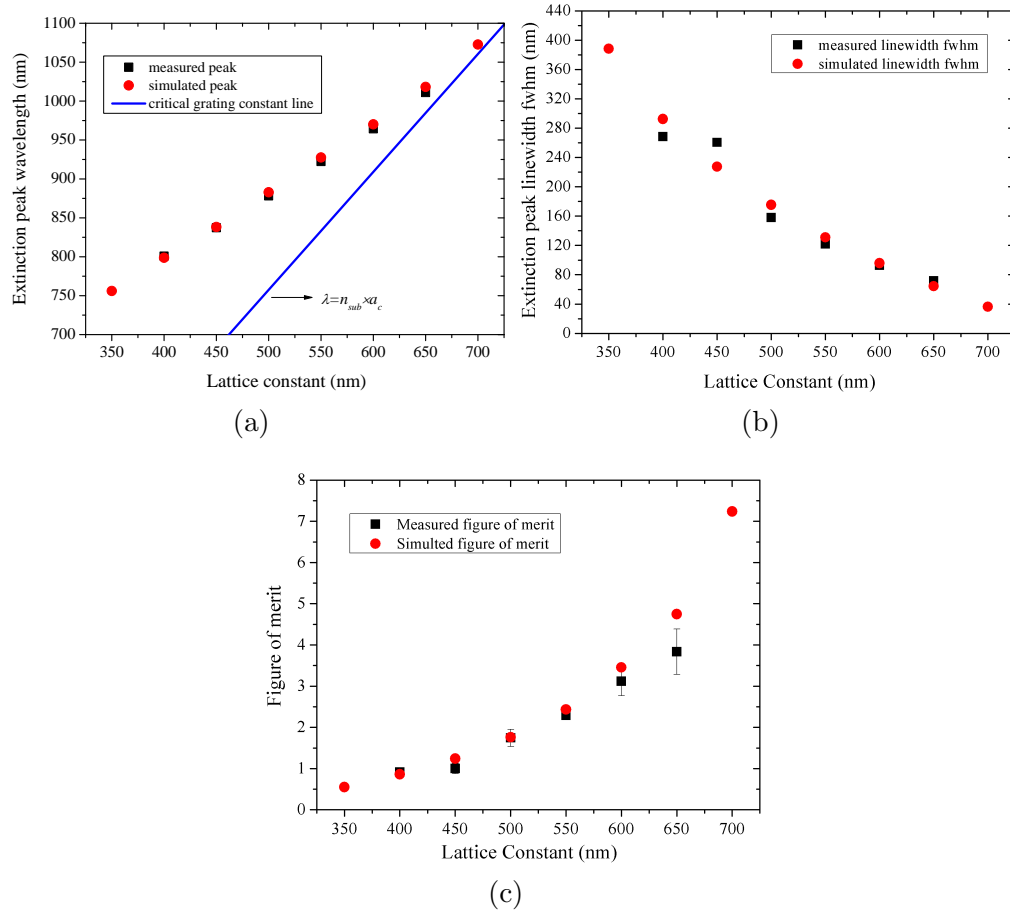 1100
1050
1000
950
900
850
800
750
700
Extinction peak wavelength (nm)
measured peak
simulated peak
critical grating constant line
λ=n_sub×a_c
350 400 450 500 550 600 650 700
Lattice constant (nm)
(a)
440
400
360
320
280
240
200
160
120
80
40
0
Extinction peak linewidth fwhm (nm)
measured linewidth fwhm
simulated linewidth fwhm
350 400 450 500 550 600 650 700
Lattice Constant (nm)
(b)
8
7
6
5
4
3
2
1
0
Figure of merit
Measured figure of merit
Simulted figure of merit
350 400 450 500 550 600 650 700
Lattice Constant (nm)
(c)